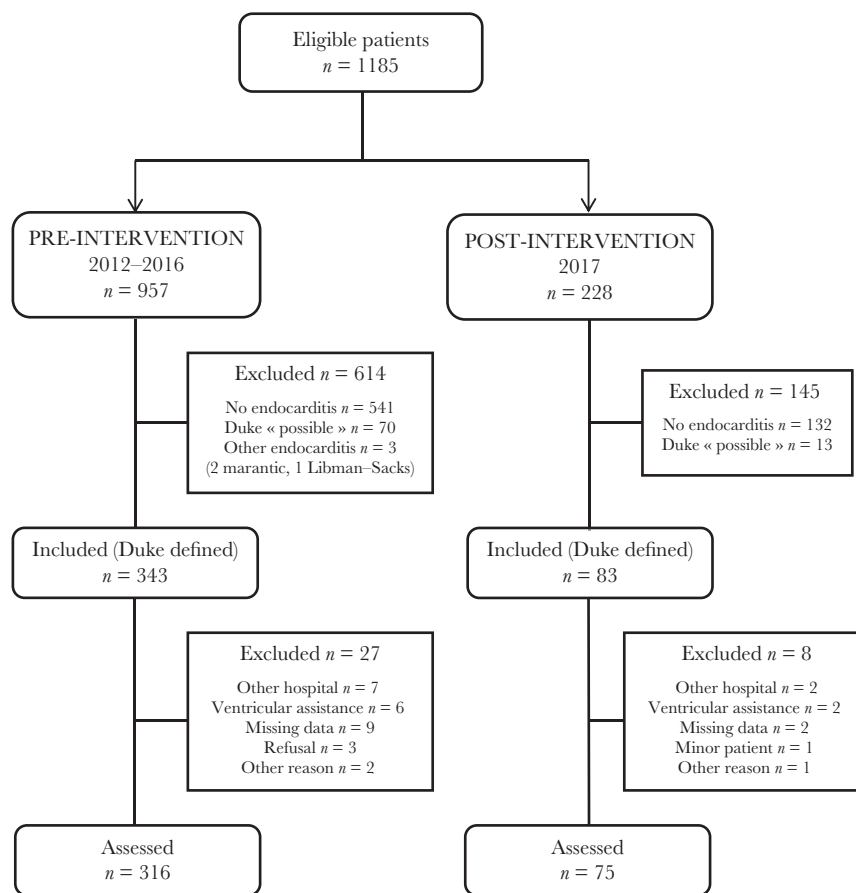 Eligible patients
n = 1185
PRE-INTERVENTION
2012–2016
n = 957
POST-INTERVENTION
2017
n = 228
Excluded n = 614
No endocarditis n = 541
Duke « possible » n = 70
Other endocarditis n = 3
(2 marantic, 1 Libman–Sacks)
Excluded n = 145
No endocarditis n = 132
Duke « possible » n = 13
Included (Duke defined)
n = 343
Included (Duke defined)
n = 83
Excluded n = 27
Other hospital n = 7
Ventricular assistance n = 6
Missing data n = 9
Refusal n = 3
Other reason n = 2
Excluded n = 8
Other hospital n = 2
Ventricular assistance n = 2
Missing data n = 2
Minor patient n = 1
Other reason n = 1
Assessed
n = 316
Assessed
n = 75